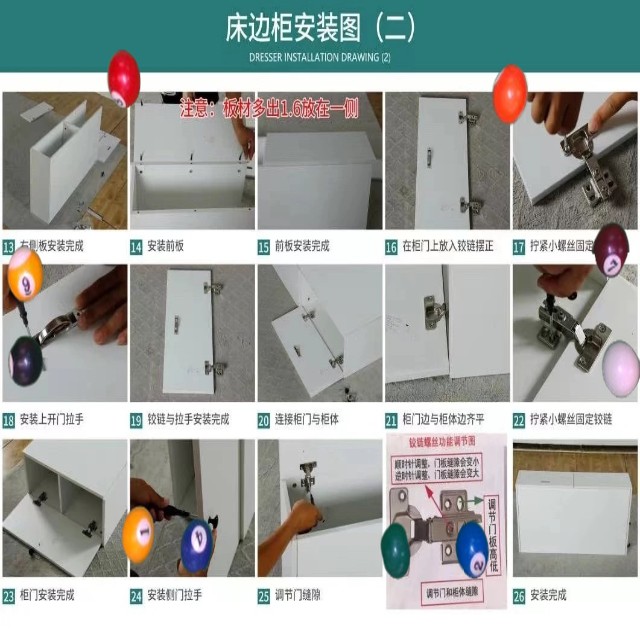 床边柜安装图（二）
DRESSER INSTALLATION DRAWING (2)
注意：板材多出1.6放在一侧
13 右侧板安装完成
14 安装前板
15 前板安装完成
16 在柜门上放入铰链摆正
17 拧紧小螺丝固定
18 安装上开门拉手
19 铰链与拉手安装完成
20 连接柜门与柜体
21 柜门边与柜体边齐平
22 拧紧小螺丝固定铰链
铰链螺丝功能调节图
顺时针调整，门板缝隙会变小
逆时针调整，门板缝隙会变大
调节门板高低
调节门和柜体缝隙
23 柜门安装完成
24 安装侧门拉手
25 调节门缝隙
26 安装完成
6
7
1
4
2